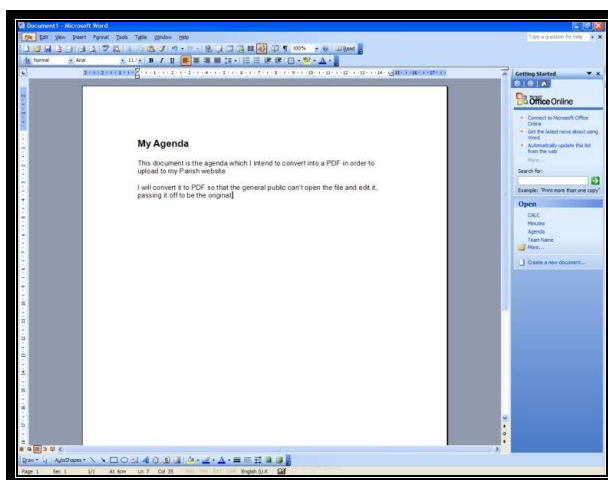 Document1 - Microsoft Word
File Edit View Insert Format Tools Table Window Help
Type a question for help
100%
Read
Normal
Arial
B I U
Getting Started
Office Online
Connect to Microsoft Office
Online
Get the latest news about using
Word
Automatically update this list
from the web
More...
Search for:
Example: "Print more than one copy"
Open
CALC
Minutes
Agenda
Team Name
More...
Create a new document...
My Agenda
This document is the agenda which I intend to convert into a PDF in order to
upload to my Parish website.
I will convert it to PDF so that the general public can't open the file and edit it,
passing it off to be the original.
Draw AutoShapes
Page 1 Sec 1 1/1 At 6cm Ln 7 Col 35 English (U.K